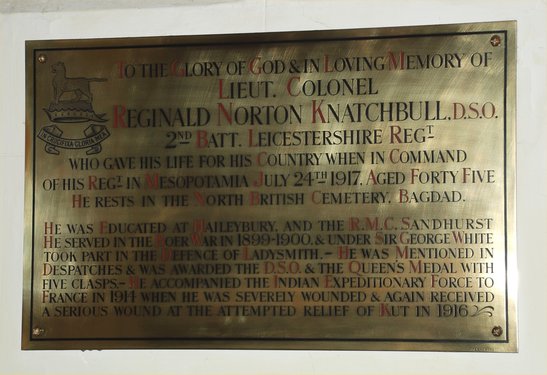 To the Glory of God & in Loving Memory of
Lieut. Colonel
Reginald Norton Knatchbull, D.S.O.
2ND Batt. Leicestershire Regt
who gave his life for his Country when in Command
of his Regt. in Mesopotamia July 24TH 1917. Aged Forty Five
He rests in the North British Cemetery, Bagdad.
In Crucifixa Gloria Mea
He was Educated at Haileybury, and the R.M.C. Sandhurst
He served in the Boer War in 1899-1900. & under Sir George White
took part in the Defence of Ladysmith. – He was Mentioned in
Despatches & was awarded the D.S.O. & the Queen's Medal with
five clasps. – He accompanied the Indian Expeditionary Force to
France in 1914 when he was severely wounded & again received
a serious wound at the attempted relief of Kut in 1916